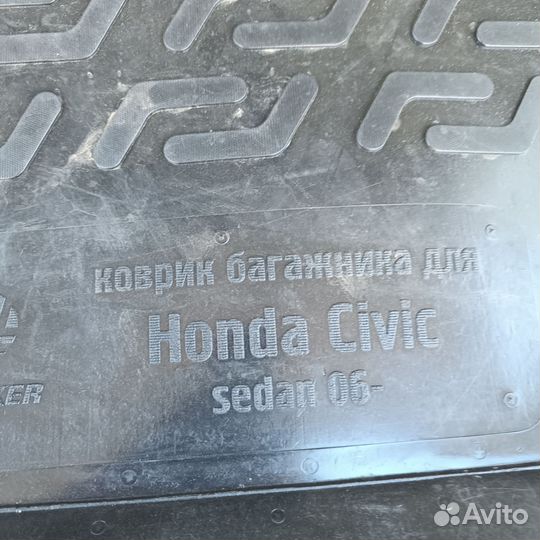 коврик багажника для
Honda Civic
sedan 06-
Avito